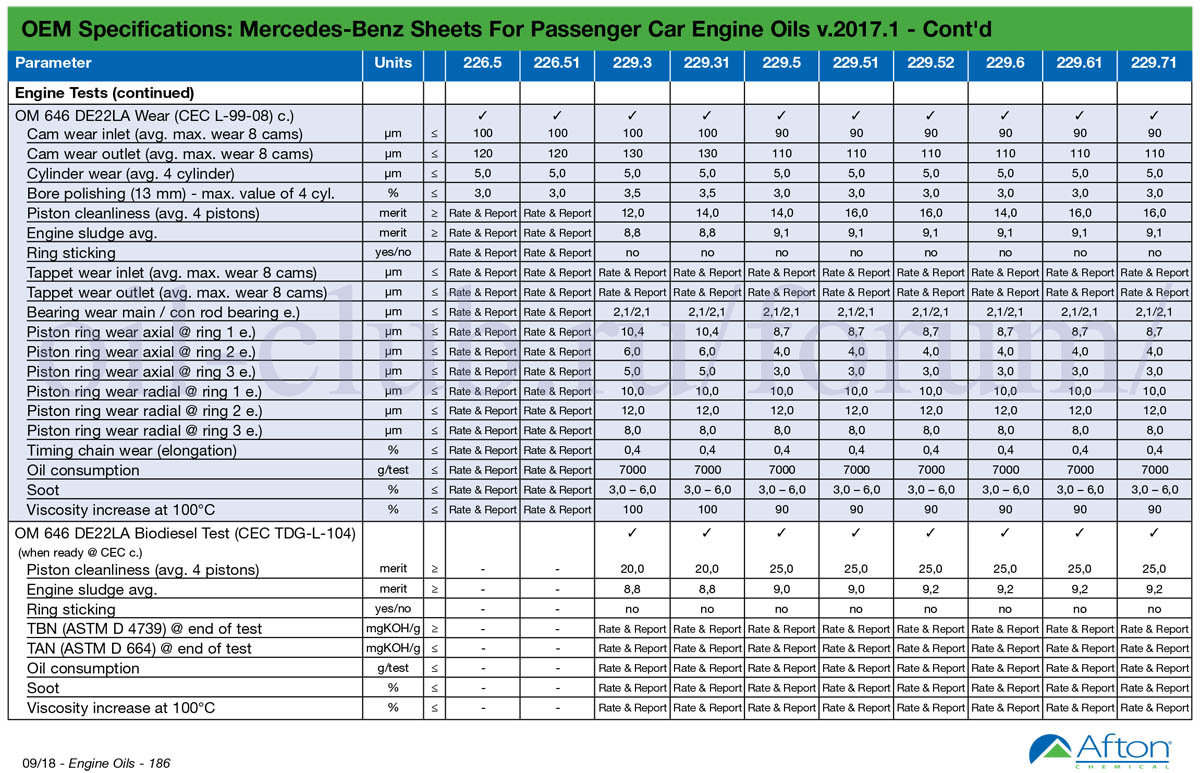 OEM Specifications: Mercedes-Benz Sheets For Passenger Car Engine Oils v.2017.1 - Cont'd
Parameter Units 226.5 226.51 229.3 229.31 229.5 229.51 229.52 229.6 229.61 229.71
Engine Tests (continued)
OM 646 DE22LA Wear (CEC L-99-08) c.) ✓ ✓ ✓ ✓ ✓ ✓ ✓ ✓ ✓ ✓
Cam wear inlet (avg. max. wear 8 cams) µm ≤ 100 100 100 100 90 90 90 90 90 90
Cam wear outlet (avg. max. wear 8 cams) µm ≤ 120 120 130 130 110 110 110 110 110 110
Cylinder wear (avg. 4 cylinder) µm ≤ 5,0 5,0 5,0 5,0 5,0 5,0 5,0 5,0 5,0 5,0
Bore polishing (13 mm) - max. value of 4 cyl. % ≤ 3,0 3,0 3,5 3,5 3,0 3,0 3,0 3,0 3,0 3,0
Piston cleanliness (avg. 4 pistons) merit ≥ Rate & Report Rate & Report 12,0 14,0 14,0 16,0 16,0 14,0 16,0 16,0
Engine sludge avg. merit ≥ Rate & Report Rate & Report 8,8 8,8 9,1 9,1 9,1 9,1 9,1 9,1
Ring sticking yes/no Rate & Report Rate & Report no no no no no no no no
Tappet wear inlet (avg. max. wear 8 cams) µm ≤ Rate & Report Rate & Report Rate & Report Rate & Report Rate & Report Rate & Report Rate & Report Rate & Report Rate & Report Rate & Report
Tappet wear outlet (avg. max. wear 8 cams) µm ≤ Rate & Report Rate & Report Rate & Report Rate & Report Rate & Report Rate & Report Rate & Report Rate & Report Rate & Report Rate & Report
Bearing wear main / con rod bearing e.) µm ≤ Rate & Report Rate & Report 2,1/2,1 2,1/2,1 2,1/2,1 2,1/2,1 2,1/2,1 2,1/2,1 2,1/2,1 2,1/2,1
Piston ring wear axial @ ring 1 e.) µm ≤ Rate & Report Rate & Report 10,4 10,4 8,7 8,7 8,7 8,7 8,7 8,7
Piston ring wear axial @ ring 2 e.) µm ≤ Rate & Report Rate & Report 6,0 6,0 4,0 4,0 4,0 4,0 4,0 4,0
Piston ring wear axial @ ring 3 e.) µm ≤ Rate & Report Rate & Report 5,0 5,0 3,0 3,0 3,0 3,0 3,0 3,0
Piston ring wear radial @ ring 1 e.) µm ≤ Rate & Report Rate & Report 10,0 10,0 10,0 10,0 10,0 10,0 10,0 10,0
Piston ring wear radial @ ring 2 e.) µm ≤ Rate & Report Rate & Report 12,0 12,0 12,0 12,0 12,0 12,0 12,0 12,0
Piston ring wear radial @ ring 3 e.) µm ≤ Rate & Report Rate & Report 8,0 8,0 8,0 8,0 8,0 8,0 8,0 8,0
Timing chain wear (elongation) % ≤ Rate & Report Rate & Report 0,4 0,4 0,4 0,4 0,4 0,4 0,4 0,4
Oil consumption g/test ≤ Rate & Report Rate & Report 7000 7000 7000 7000 7000 7000 7000 7000
Soot % ≤ Rate & Report Rate & Report 3,0 – 6,0 3,0 – 6,0 3,0 – 6,0 3,0 – 6,0 3,0 – 6,0 3,0 – 6,0 3,0 – 6,0 3,0 – 6,0
Viscosity increase at 100°C % ≤ Rate & Report Rate & Report 100 100 90 90 90 90 90 90
OM 646 DE22LA Biodiesel Test (CEC TDG-L-104) ✓ ✓ ✓ ✓ ✓ ✓ ✓ ✓
(when ready @ CEC c.)
Piston cleanliness (avg. 4 pistons) merit ≥ - - 20,0 20,0 25,0 25,0 25,0 25,0 25,0 25,0
Engine sludge avg. merit ≥ - - 8,8 8,8 9,0 9,0 9,2 9,2 9,2 9,2
Ring sticking yes/no - - no no no no no no no no
TBN (ASTM D 4739) @ end of test mgKOH/g ≥ - - Rate & Report Rate & Report Rate & Report Rate & Report Rate & Report Rate & Report Rate & Report Rate & Report
TAN (ASTM D 664) @ end of test mgKOH/g ≤ - - Rate & Report Rate & Report Rate & Report Rate & Report Rate & Report Rate & Report Rate & Report Rate & Report
Oil consumption g/test ≤ - - Rate & Report Rate & Report Rate & Report Rate & Report Rate & Report Rate & Report Rate & Report Rate & Report
Soot % ≤ - - Rate & Report Rate & Report Rate & Report Rate & Report Rate & Report Rate & Report Rate & Report Rate & Report
Viscosity increase at 100°C % ≤ - - Rate & Report Rate & Report Rate & Report Rate & Report Rate & Report Rate & Report Rate & Report Rate & Report
oil-club.ru/forum/
09/18 - Engine Oils - 186
Afton
CHEMICAL